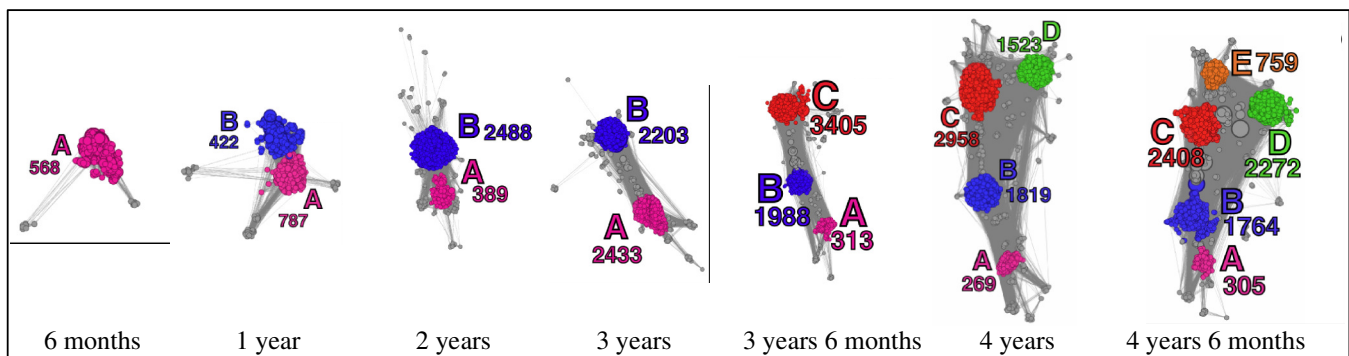 A
568
6 months
B
422
A
787
1 year
B 2488
A
389
2 years
B
2203
A
2433
3 years
C
3405
B
1988
A
313
3 years 6 months
1523 D
C
2958
B
1819
A
269
4 years
E 759
C
2408
D
2272
B
1764
A
305
4 years 6 months